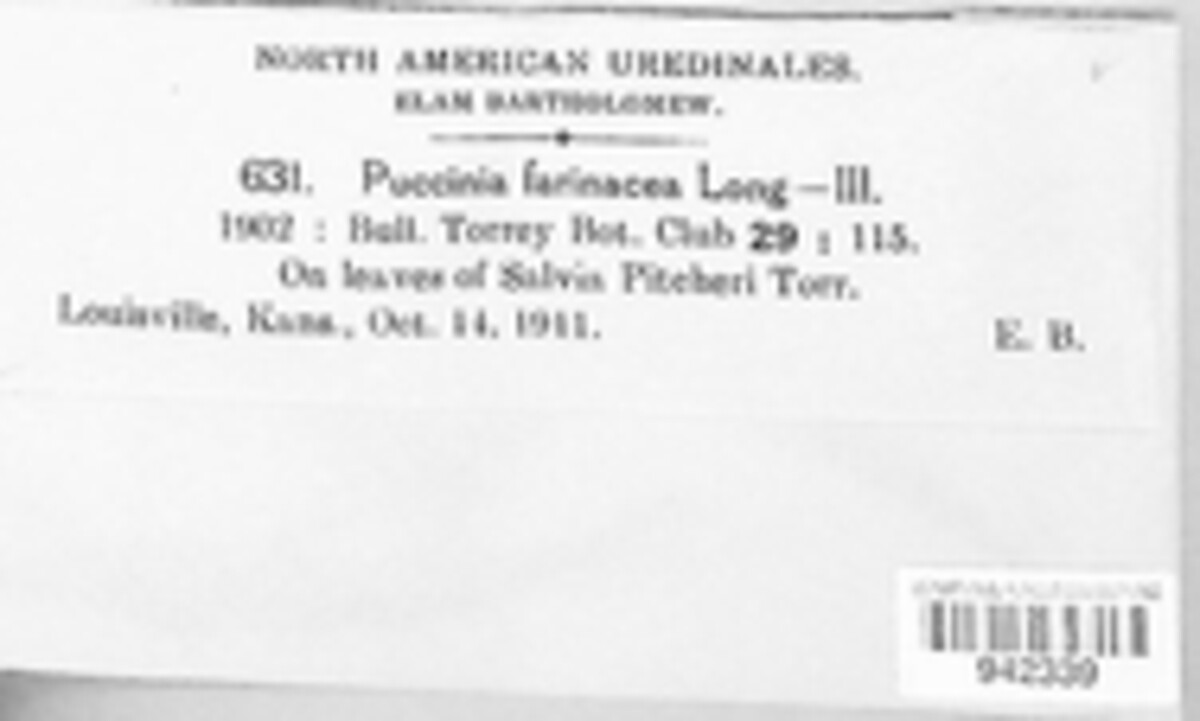 NORTH AMERICAN UREDINALES.
ELAM BARTHOLOMEW.
631. Puccinia farinacea Long — III.
1902 : Bull. Torrey Bot. Club 29 : 115.
On leaves of Salvia Pitcheri Torr.
Louisville, Kans., Oct. 14, 1911.
E. B.
942339